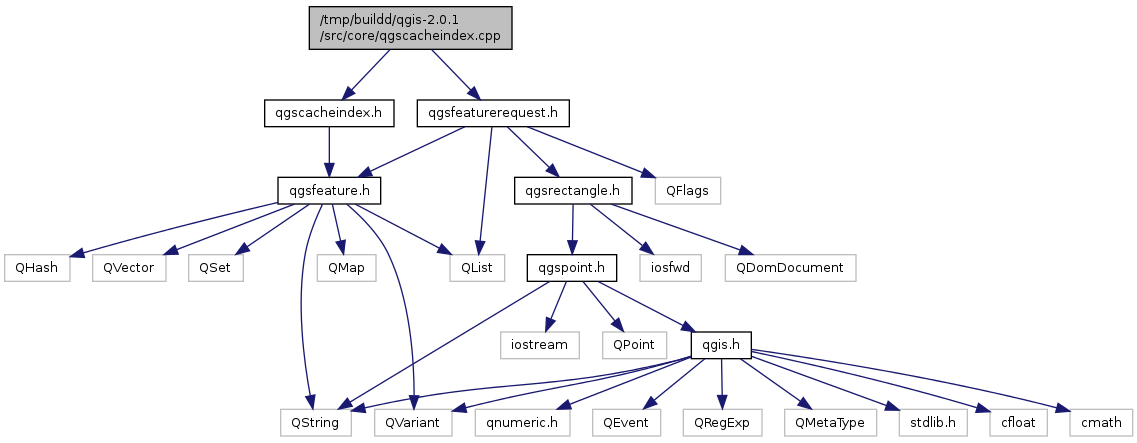 /tmp/buildd/qgis-2.0.1
/src/core/qgscacheindex.cpp
qgscacheindex.h
qgsfeaturerequest.h
qgsfeature.h
qgsrectangle.h
QFlags
QHash
QVector
QSet
QMap
QList
qgspoint.h
iosfwd
QDomDocument
iostream
QPoint
qgis.h
QString
QVariant
qnumeric.h
QEvent
QRegExp
QMetaType
stdlib.h
cfloat
cmath